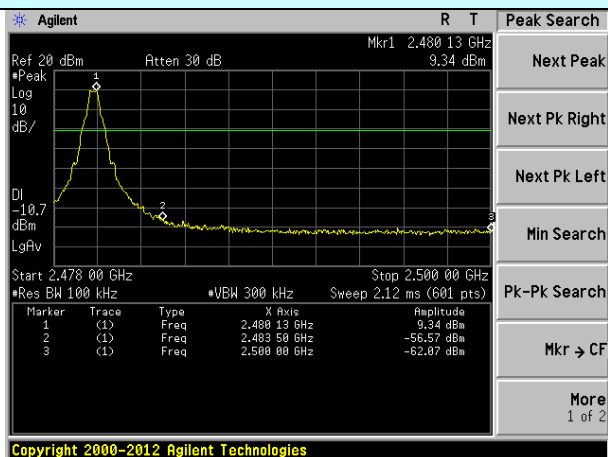 Agilent R T
Peak Search
Mkr1 2.480 13 GHz
Ref 20 dBm Atten 30 dB 9.34 dBm
#Peak
Log
10
dB/
1
DI
-10.7
dBm
LgAv
2
3
Start 2.478 00 GHz Stop 2.500 00 GHz
#Res BW 100 kHz #VBW 300 kHz Sweep 2.12 ms (601 pts)
Marker Trace Type X Axis Amplitude
1 (1) Freq 2.480 13 GHz 9.34 dBm
2 (1) Freq 2.483 50 GHz -56.57 dBm
3 (1) Freq 2.500 00 GHz -62.07 dBm
Next Peak
Next Pk Right
Next Pk Left
Min Search
Pk-Pk Search
Mkr → CF
More
1 of 2
Copyright 2000-2012 Agilent Technologies